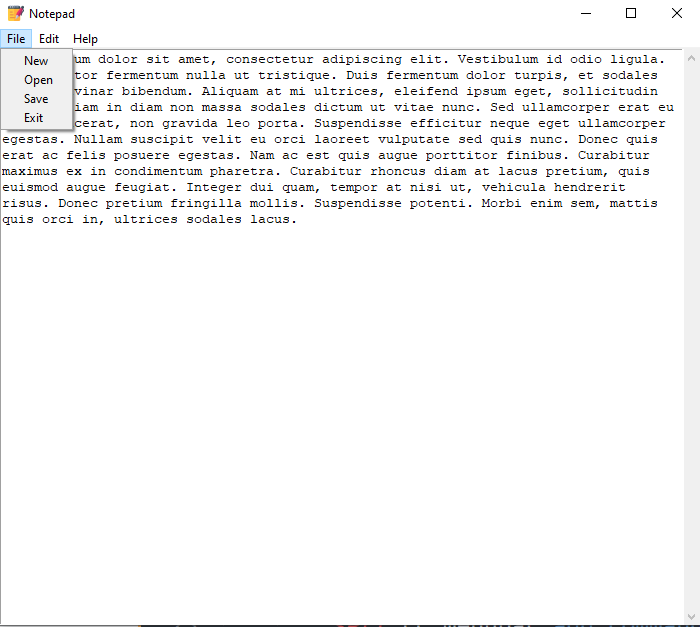 Notepad
File Edit Help
New
Open
Save
Exit
um dolor sit amet, consectetur adipiscing elit. Vestibulum id odio ligula.
tor fermentum nulla ut tristique. Duis fermentum dolor turpis, et sodales
vinar bibendum. Aliquam at mi ultrices, eleifend ipsum eget, sollicitudin
iam in diam non massa sodales dictum ut vitae nunc. Sed ullamcorper erat eu
cerat, non gravida leo porta. Suspendisse efficitur neque eget ullamcorper
egestas. Nullam suscipit velit eu orci laoreet vulputate sed quis nunc. Donec quis
erat ac felis posuere egestas. Nam ac est quis augue porttitor finibus. Curabitur
maximus ex in condimentum pharetra. Curabitur rhoncus diam at lacus pretium, quis
euismod augue feugiat. Integer dui quam, tempor at nisi ut, vehicula hendrerit
risus. Donec pretium fringilla mollis. Suspendisse potenti. Morbi enim sem, mattis
quis orci in, ultrices sodales lacus.